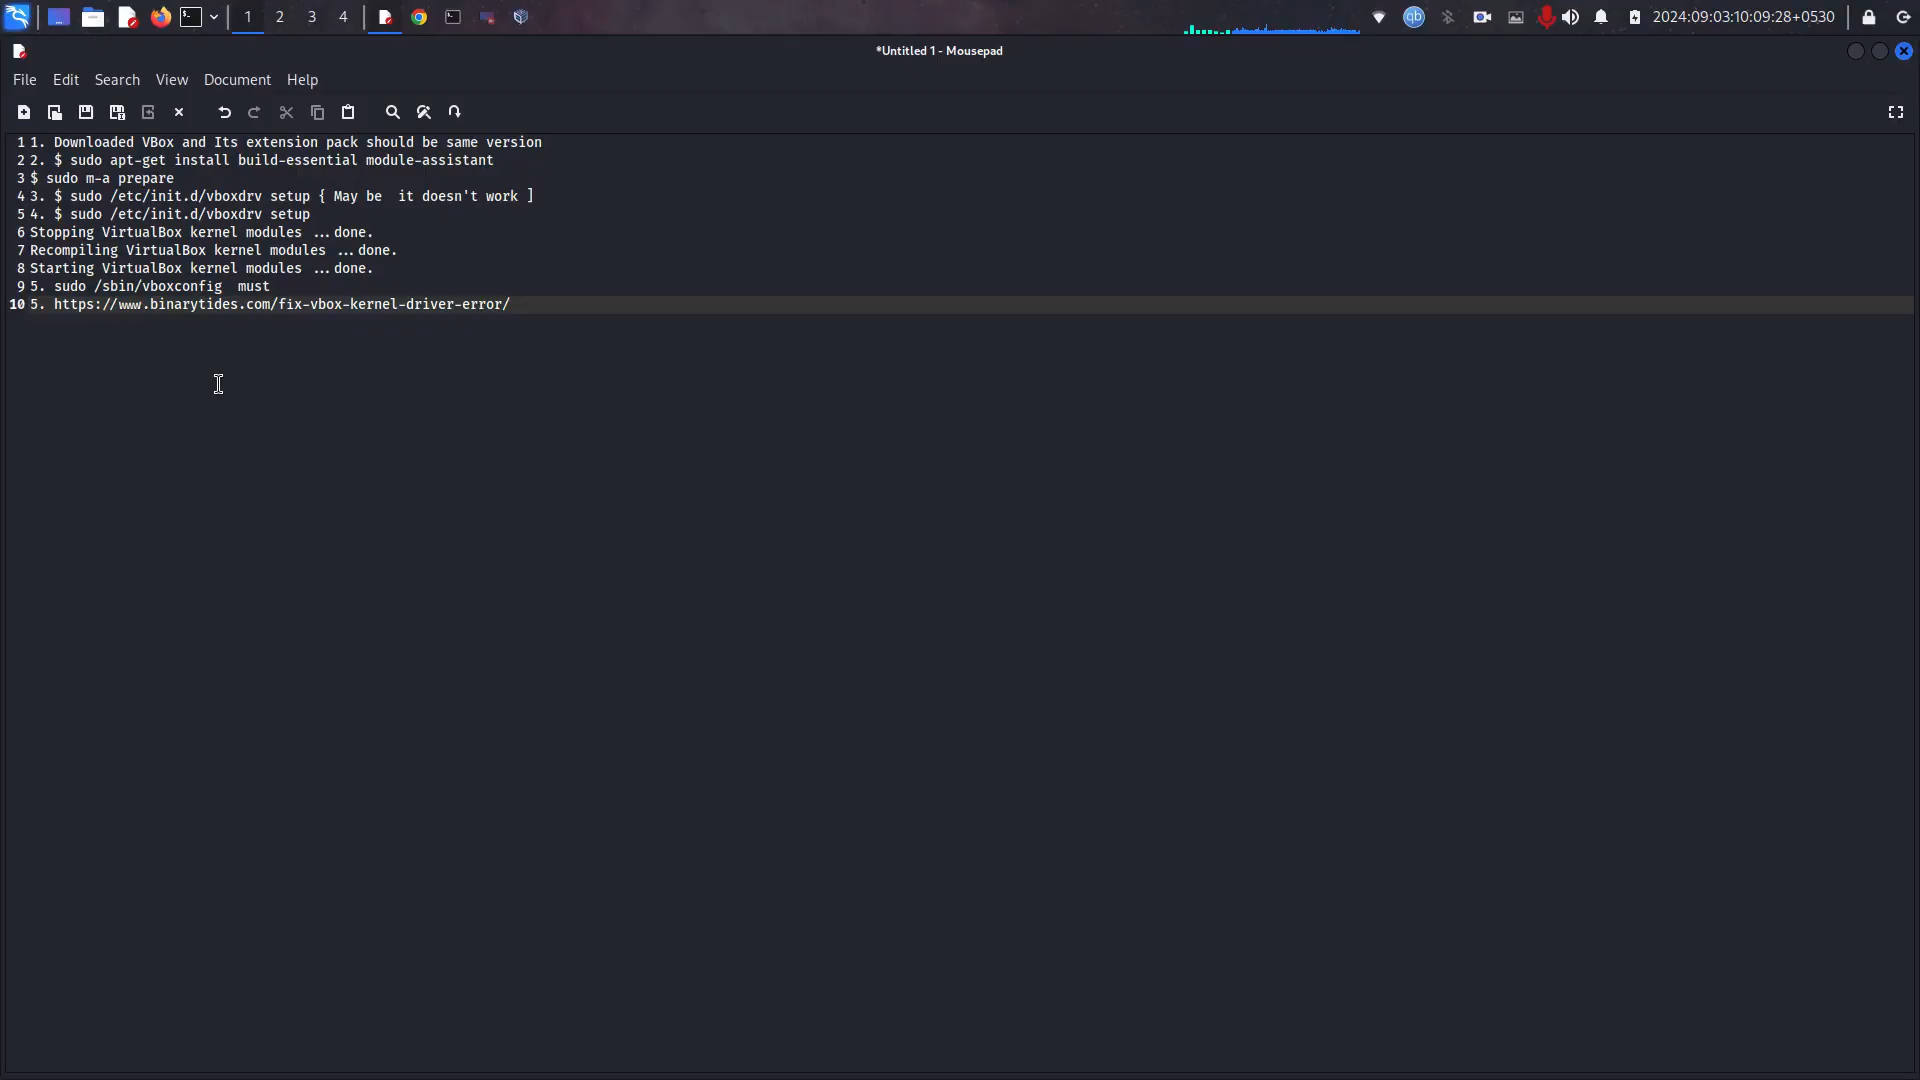 1 2 3 4
qb
2024:09:03:10:09:28+0530
*Untitled 1 - Mousepad
File Edit Search View Document Help
1 1. Downloaded VBox and Its extension pack should be same version
2 2. $ sudo apt-get install build-essential module-assistant
3 $ sudo m-a prepare
4 3. $ sudo /etc/init.d/vboxdrv setup { May be  it doesn't work ]
5 4. $ sudo /etc/init.d/vboxdrv setup
6 Stopping VirtualBox kernel modules ...done.
7 Recompiling VirtualBox kernel modules ...done.
8 Starting VirtualBox kernel modules ...done.
9 5. sudo /sbin/vboxconfig  must
10 5. https://www.binarytides.com/fix-vbox-kernel-driver-error/